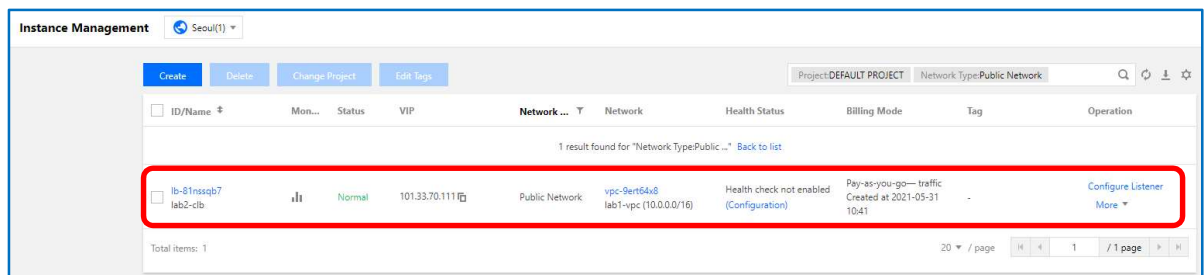 Instance Management Seoul(1)
Create Delete Change Project Edit Tags Project:DEFAULT PROJECT Network Type:Public Network
ID/Name Mon... Status VIP Network ... Network Health Status Billing Mode Tag Operation
1 result found for "Network Type:Public ..." Back to list
lb-81nssqb7
lab2-clb
Normal
101.33.70.111
Public Network
vpc-9ert64x8
lab1-vpc (10.0.0.0/16)
Health check not enabled
(Configuration)
Pay-as-you-go— traffic
Created at 2021-05-31
10:41
-
Configure Listener
More
Total items: 1 20 / page 1 / 1 page